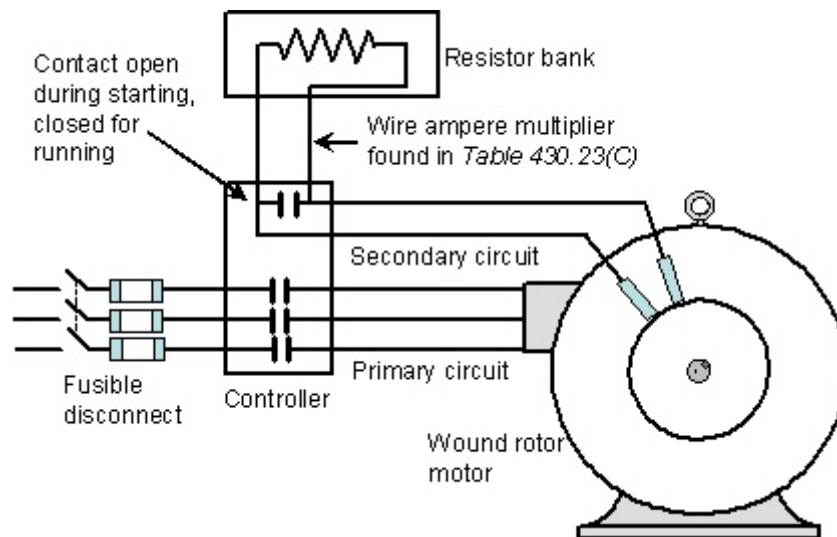 Resistor bank
Contact open
during starting,
closed for
running
Wire ampere multiplier
found in Table 430.23(C)
Secondary circuit
Primary circuit
Fusible
disconnect
Controller
Wound rotor
motor